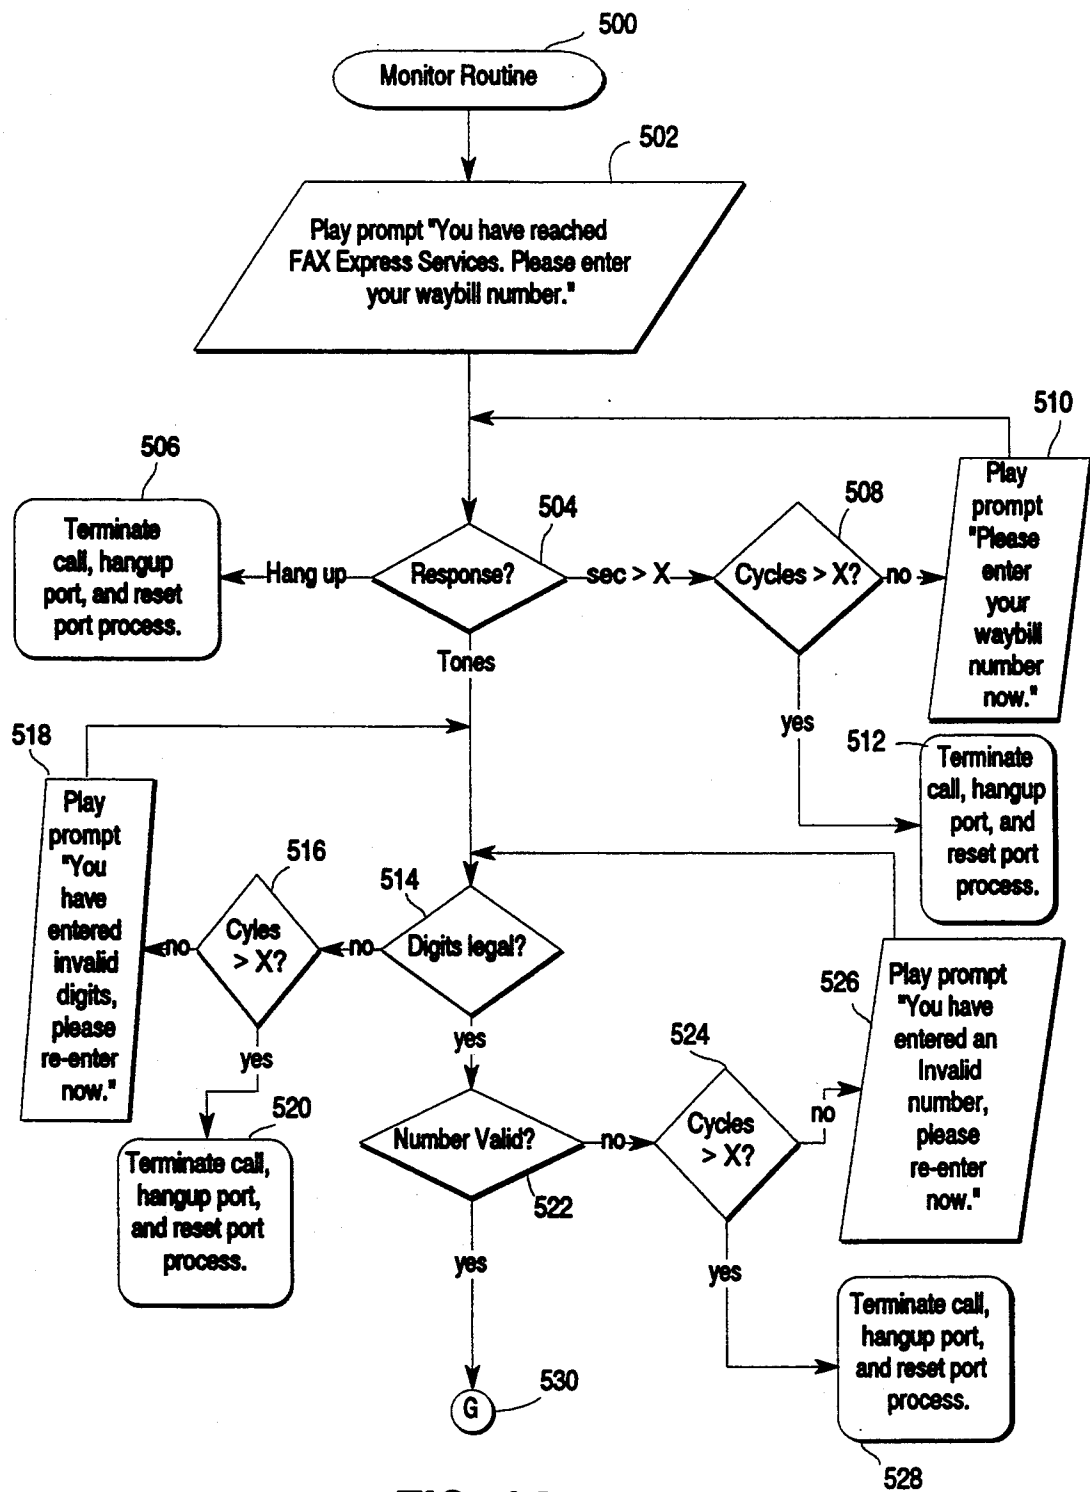 500
Monitor Routine
502
Play prompt "You have reached
FAX Express Services. Please enter
your waybill number."
510
506
Terminate
call, hangup
port, and reset
port process.
Hang up
504
Response?
sec > X
508
Cycles > X?
no
Play
prompt
"Please
enter
your
waybill
number
now."
Tones
yes
512
Terminate
call, hangup
port, and
reset port
process.
518
Play
prompt
"You
have
entered
invalid
digits,
please
re-enter
now."
516
Cyles
> X?
no
yes
514
Digits legal?
no
yes
520
Terminate call,
hangup port,
and reset port
process.
Number Valid?
522
no
yes
524
Cycles
> X?
no
yes
526
Play prompt
"You have
entered an
Invalid
number,
please
re-enter
now."
Terminate call,
hangup port,
and reset port
process.
528
G
530